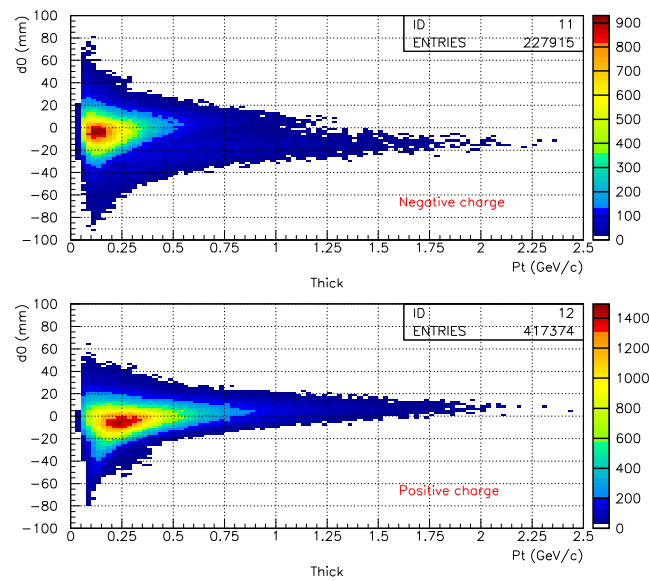 ID 11
ENTRIES 227915
d0 (mm)
100
80
60
40
20
0
−20
−40
−60
−80
−100
Negative charge
0 0.25 0.5 0.75 1 1.25 1.5 1.75 2 2.25 2.5
Pt (GeV/c)
Thick
900
800
700
600
500
400
300
200
100
0
ID 12
ENTRIES 417374
d0 (mm)
100
80
60
40
20
0
−20
−40
−60
−80
−100
Positive charge
0 0.25 0.5 0.75 1 1.25 1.5 1.75 2 2.25 2.5
Pt (GeV/c)
Thick
1400
1200
1000
800
600
400
200
0